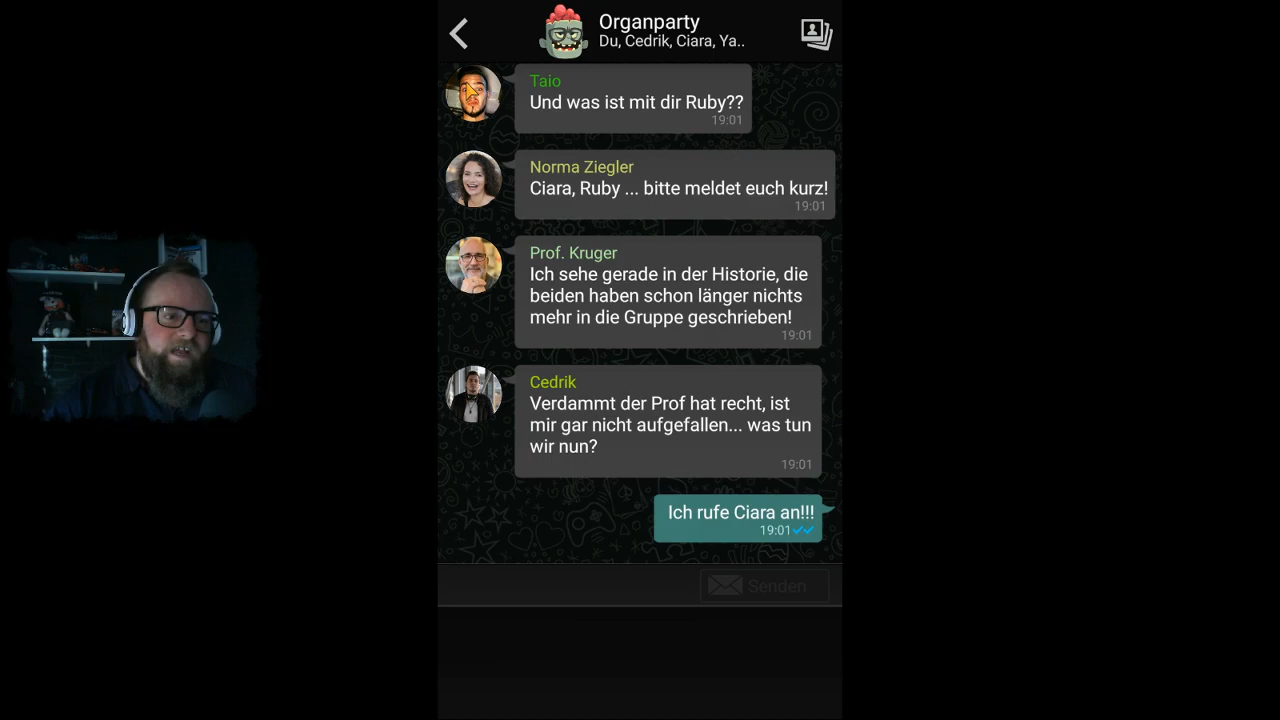 Organparty
Du, Cedrik, Ciara, Ya..
Taio
Und was ist mit dir Ruby??
19:01
Norma Ziegler
Ciara, Ruby ... bitte meldet euch kurz!
19:01
Prof. Kruger
Ich sehe gerade in der Historie, die
beiden haben schon länger nichts
mehr in die Gruppe geschrieben!
19:01
Cedrik
Verdammt der Prof hat recht, ist
mir gar nicht aufgefallen... was tun
wir nun?
19:01
Ich rufe Ciara an!!!
19:01
Senden